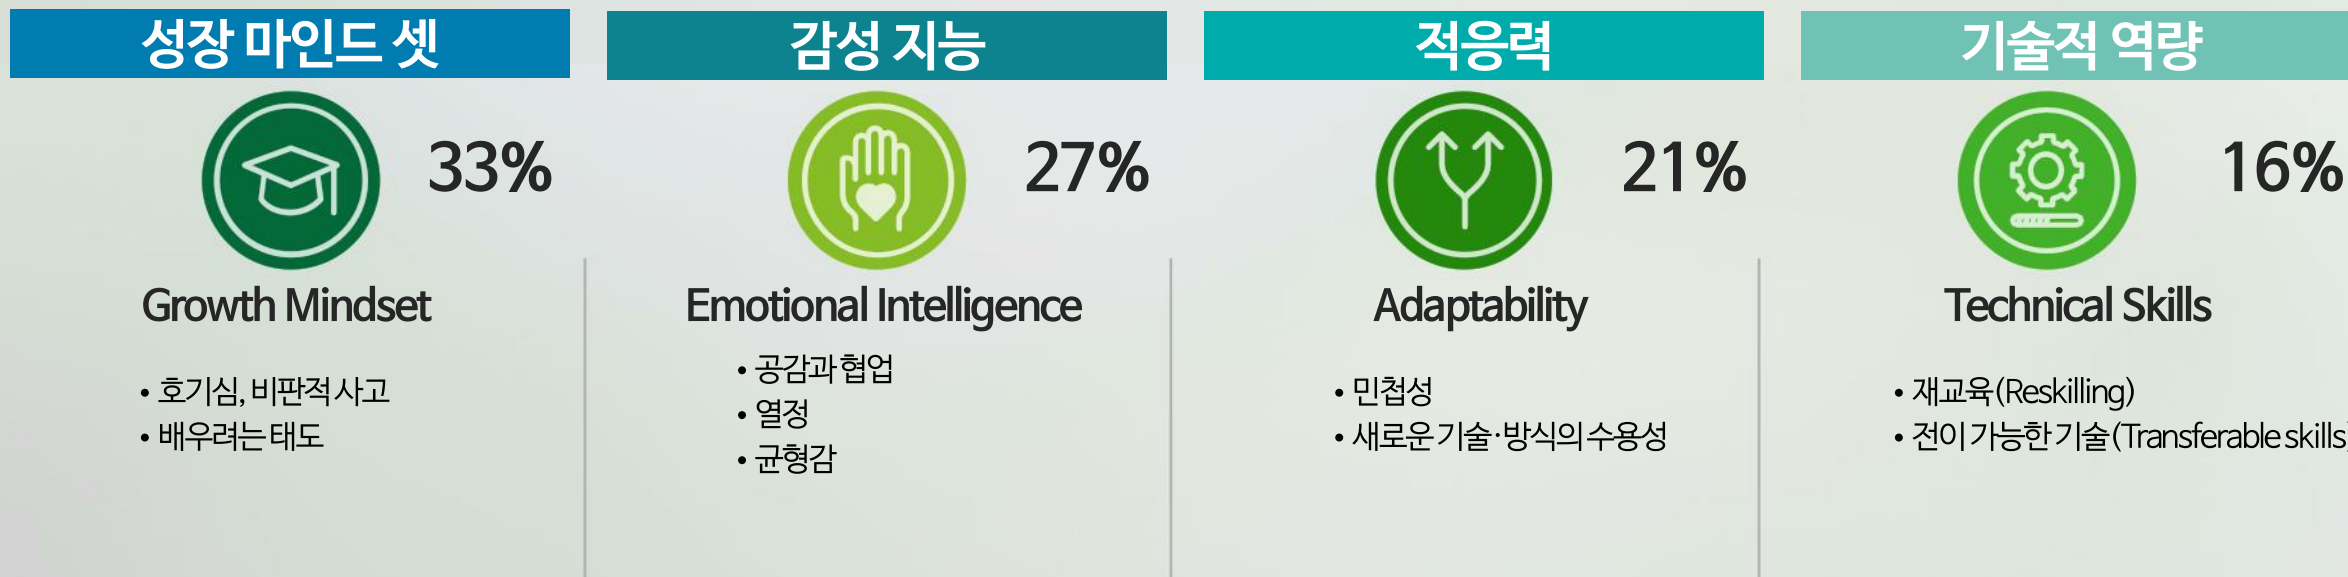 성장 마인드 셋
33%
Growth Mindset
• 호기심, 비판적 사고
• 배우려는 태도
감성 지능
27%
Emotional Intelligence
• 공감과 협업
• 열정
• 균형감
적응력
21%
Adaptability
• 민첩성
• 새로운 기술·방식의 수용성
기술적 역량
16%
Technical Skills
• 재교육(Reskilling)
• 전이 가능한 기술(Transferable skills)